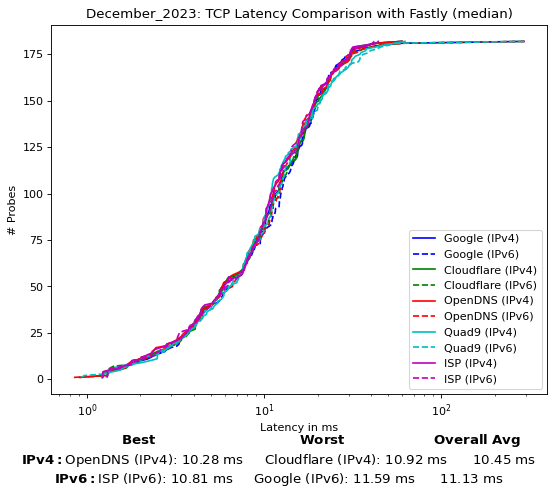 December_2023: TCP Latency Comparison with Fastly (median)
# Probes
175
150
125
100
75
50
25
0
Google (IPv4)
Google (IPv6)
Cloudflare (IPv4)
Cloudflare (IPv6)
OpenDNS (IPv4)
OpenDNS (IPv6)
Quad9 (IPv4)
Quad9 (IPv6)
ISP (IPv4)
ISP (IPv6)
10^0 10^1 10^2
Latency in ms
Best Worst Overall Avg
IPv4: OpenDNS (IPv4): 10.28 ms Cloudflare (IPv4): 10.92 ms 10.45 ms
IPv6: ISP (IPv6): 10.81 ms Google (IPv6): 11.59 ms 11.13 ms